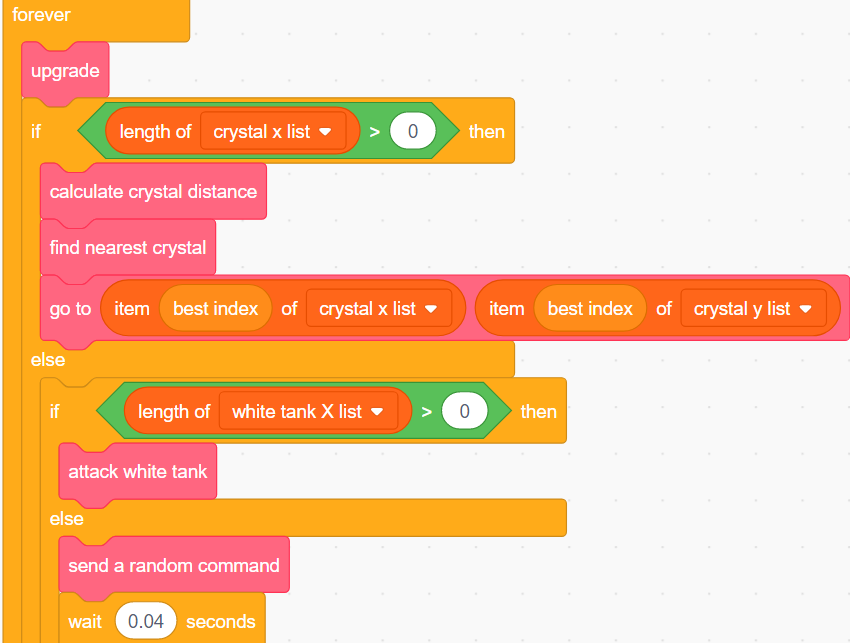 forever
upgrade
if length of crystal x list > 0 then
calculate crystal distance
find nearest crystal
go to item best index of crystal x list item best index of crystal y list
else
if length of white tank X list > 0 then
attack white tank
else
send a random command
wait 0.04 seconds